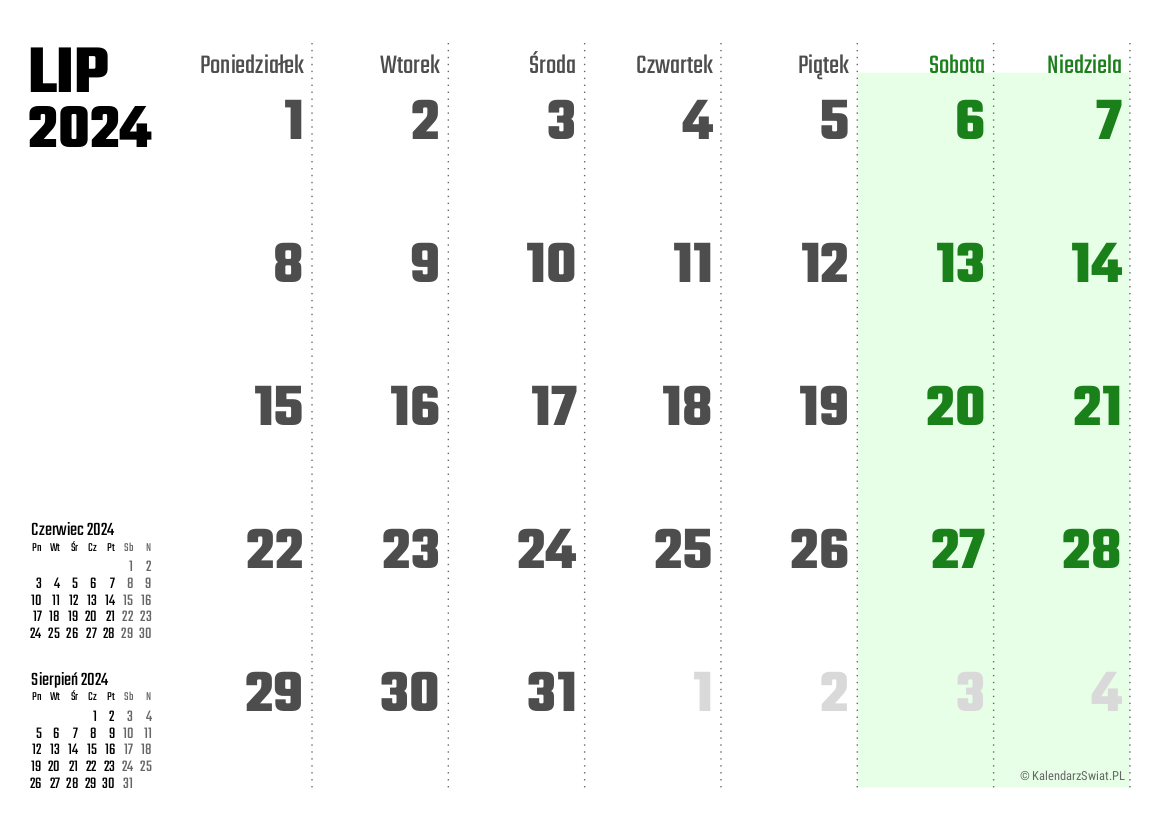 LIP
2024
Poniedziałek Wtorek Środa Czwartek Piątek Sobota Niedziela
1 2 3 4 5 6 7
8 9 10 11 12 13 14
15 16 17 18 19 20 21
22 23 24 25 26 27 28
29 30 31 1 2 3 4
Czerwiec 2024
Pn Wt Śr Cz Pt Sb N
1 2
3 4 5 6 7 8 9
10 11 12 13 14 15 16
17 18 19 20 21 22 23
24 25 26 27 28 29 30
Sierpień 2024
Pn Wt Śr Cz Pt Sb N
1 2 3 4
5 6 7 8 9 10 11
12 13 14 15 16 17 18
19 20 21 22 23 24 25
26 27 28 29 30 31
© KalendarzSwiat.PL